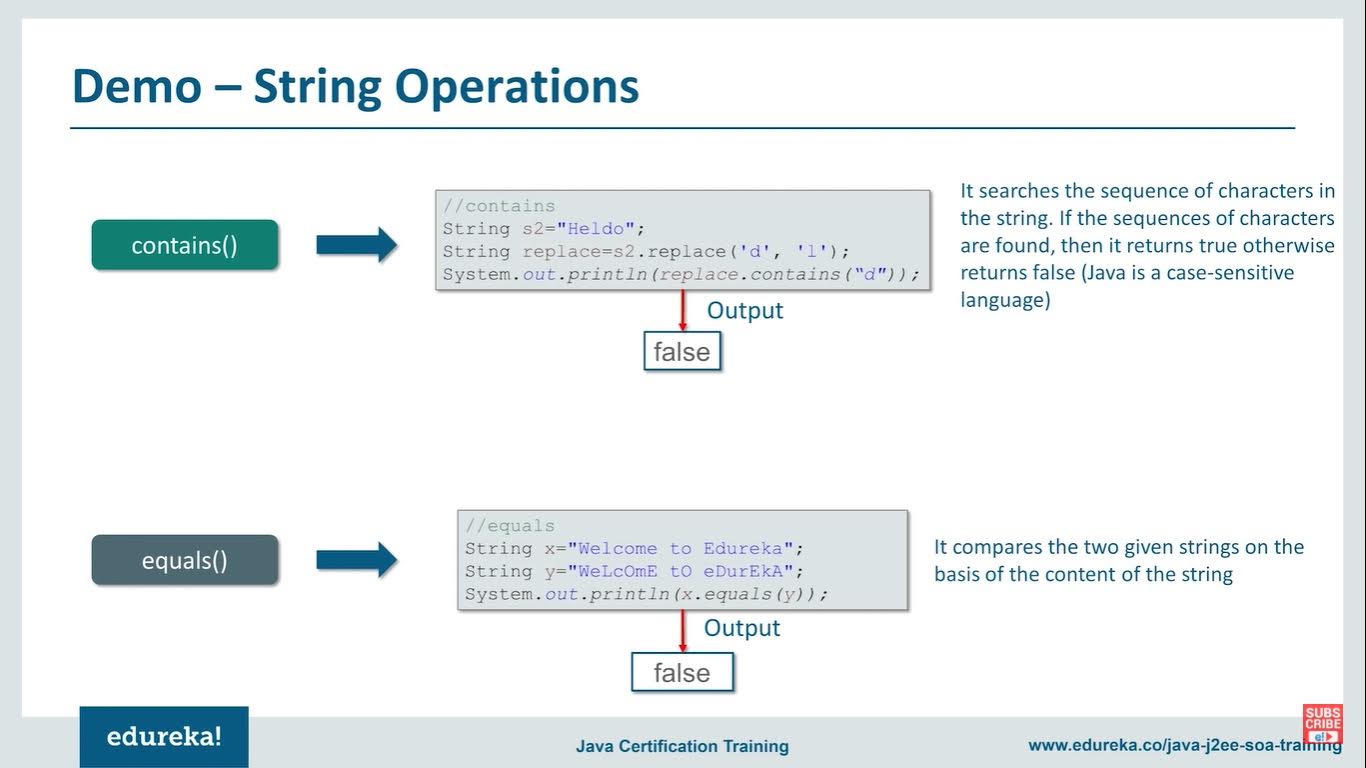 Demo – String Operations
contains()
//contains
String s2="Heldo";
String replace=s2.replace('d', 'l');
System.out.println(replace.contains(“d”));
Output
false
It searches the sequence of characters in
the string. If the sequences of characters
are found, then it returns true otherwise
returns false (Java is a case-sensitive
language)
equals()
//equals
String x="Welcome to Edureka";
String y="WeLcOmE tO eDurEkA";
System.out.println(x.equals(y));
Output
false
It compares the two given strings on the
basis of the content of the string
edureka!
Java Certification Training
www.edureka.co/java-j2ee-soa-training
SUBS
CRIBE
e!